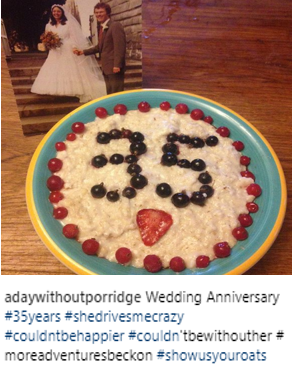 35
adaywithoutporridge Wedding Anniversary
#35years #shedrivesmecrazy
#couldntbehappier #couldn'tbewithouther #
moreadventuresbeckon #showusyouroats